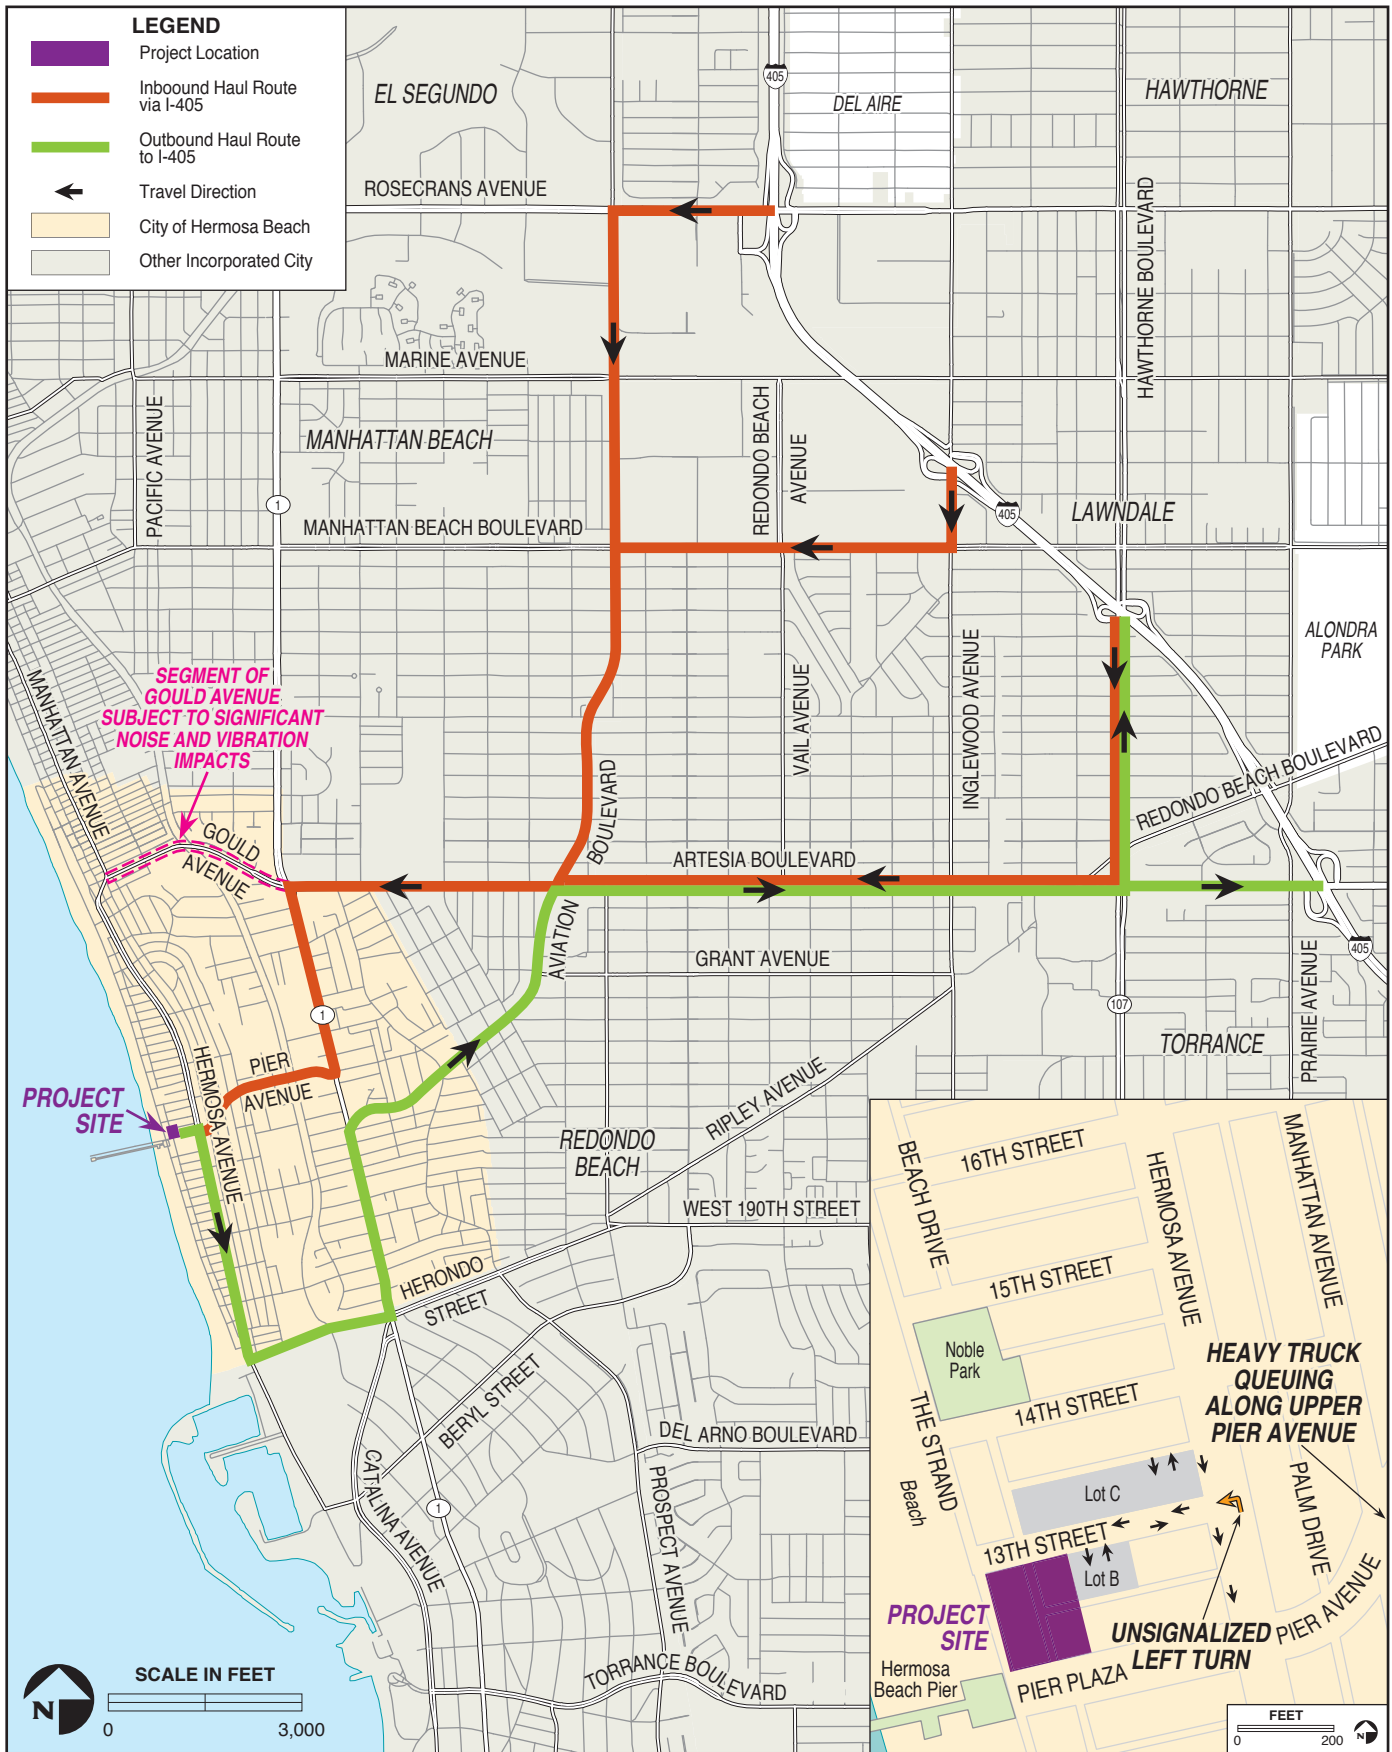 LEGEND
Project Location
Inboound Haul Route
via I-405
Outbound Haul Route
to I-405
Travel Direction
City of Hermosa Beach
Other Incorporated City
EL SEGUNDO
405
DEL AIRE
HAWTHORNE
ROSECRANS AVENUE
HAWTHORNE BOULEVARD
MARINE AVENUE
PACIFIC AVENUE
MANHATTAN BEACH
REDONDO BEACH
AVENUE
1
MANHATTAN BEACH BOULEVARD
405
LAWNDALE
ALONDRA
PARK
MANHATTAN AVENUE
SEGMENT OF
GOULD AVENUE
SUBJECT TO SIGNIFICANT
NOISE AND VIBRATION
IMPACTS
VAIL AVENUE
INGLEWOOD AVENUE
REDONDO BEACH BOULEVARD
GOULD
AVENUE
BOULEVARD
ARTESIA BOULEVARD
AVIATION
GRANT AVENUE
405
107
PRAIRIE AVENUE
1
TORRANCE
HERMOSA AVENUE
PIER
AVENUE
PROJECT
SITE
RIPLEY AVENUE
REDONDO
BEACH
WEST 190TH STREET
HERONDO
STREET
BERYL STREET
DEL ARNO BOULEVARD
CATALINA AVENUE
1
PROSPECT AVENUE
TORRANCE BOULEVARD
N
SCALE IN FEET
0
3,000
BEACH DRIVE
16TH STREET
HERMOSA AVENUE
MANHATTAN AVENUE
15TH STREET
Noble
Park
HEAVY TRUCK
QUEUING
ALONG UPPER
PIER AVENUE
THE STRAND
14TH STREET
Beach
Lot C
PALM DRIVE
13TH STREET
Lot B
PROJECT
SITE
UNSIGNALIZED
LEFT TURN
PIER AVENUE
Hermosa
Beach Pier
PIER PLAZA
FEET
0
200
N